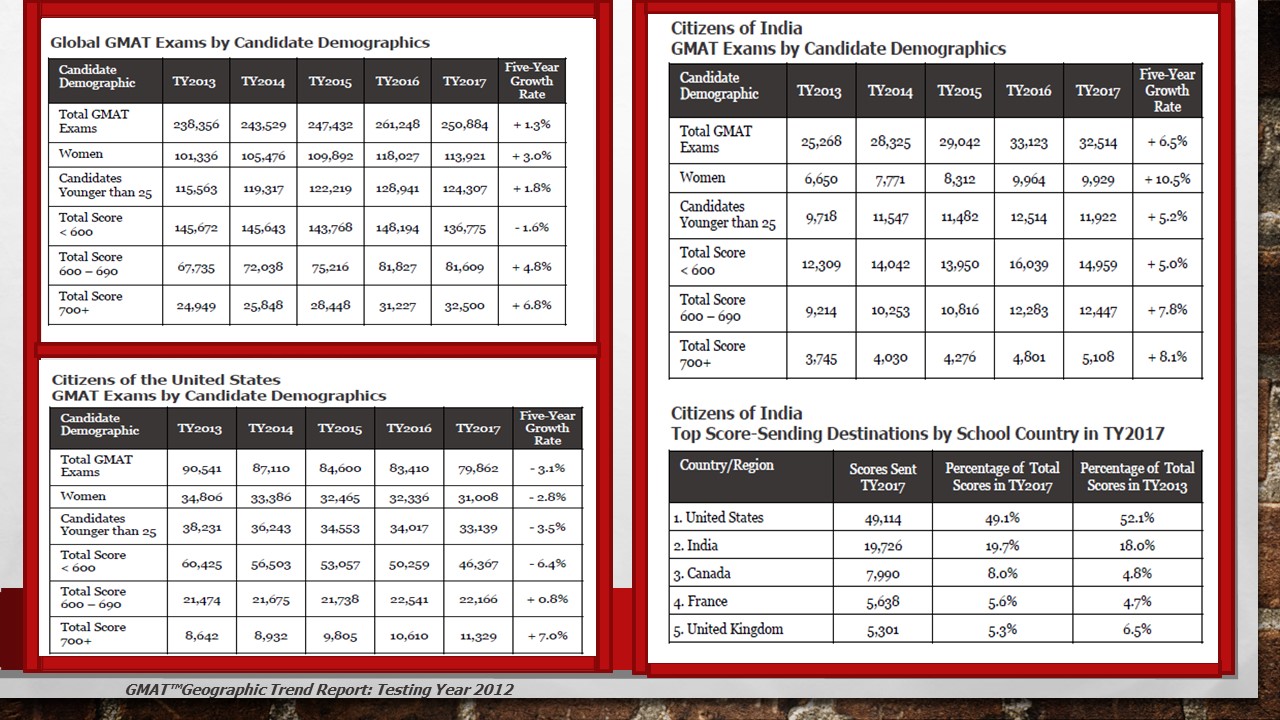 Global GMAT Exams by Candidate Demographics
Candidate Demographic TY2013 TY2014 TY2015 TY2016 TY2017 Five-Year Growth Rate
Total GMAT Exams 238,356 243,529 247,432 261,248 250,884 + 1.3%
Women 101,336 105,476 109,892 118,027 113,921 + 3.0%
Candidates Younger than 25 115,563 119,317 122,219 128,941 124,307 + 1.8%
Total Score < 600 145,672 145,643 143,768 148,194 136,775 - 1.6%
Total Score 600 – 690 67,735 72,038 75,216 81,827 81,609 + 4.8%
Total Score 700+ 24,949 25,848 28,448 31,227 32,500 + 6.8%
Citizens of the United States
GMAT Exams by Candidate Demographics
Candidate Demographic TY2013 TY2014 TY2015 TY2016 TY2017 Five-Year Growth Rate
Total GMAT Exams 90,541 87,110 84,600 83,410 79,862 - 3.1%
Women 34,806 33,386 32,465 32,336 31,008 - 2.8%
Candidates Younger than 25 38,231 36,243 34,553 34,017 33,139 - 3.5%
Total Score < 600 60,425 56,503 53,057 50,259 46,367 - 6.4%
Total Score 600 – 690 21,474 21,675 21,738 22,541 22,166 + 0.8%
Total Score 700+ 8,642 8,932 9,805 10,610 11,329 + 7.0%
Citizens of India
GMAT Exams by Candidate Demographics
Candidate Demographic TY2013 TY2014 TY2015 TY2016 TY2017 Five-Year Growth Rate
Total GMAT Exams 25,268 28,325 29,042 33,123 32,514 + 6.5%
Women 6,650 7,771 8,312 9,964 9,929 + 10.5%
Candidates Younger than 25 9,718 11,547 11,482 12,514 11,922 + 5.2%
Total Score < 600 12,309 14,042 13,950 16,039 14,959 + 5.0%
Total Score 600 – 690 9,214 10,253 10,816 12,283 12,447 + 7.8%
Total Score 700+ 3,745 4,030 4,276 4,801 5,108 + 8.1%
Citizens of India
Top Score-Sending Destinations by School Country in TY2017
Country/Region Scores Sent TY2017 Percentage of Total Scores in TY2017 Percentage of Total Scores in TY2013
1. United States 49,114 49.1% 52.1%
2. India 19,726 19.7% 18.0%
3. Canada 7,990 8.0% 4.8%
4. France 5,638 5.6% 4.7%
5. United Kingdom 5,301 5.3% 6.5%
GMAT™Geographic Trend Report: Testing Year 2012